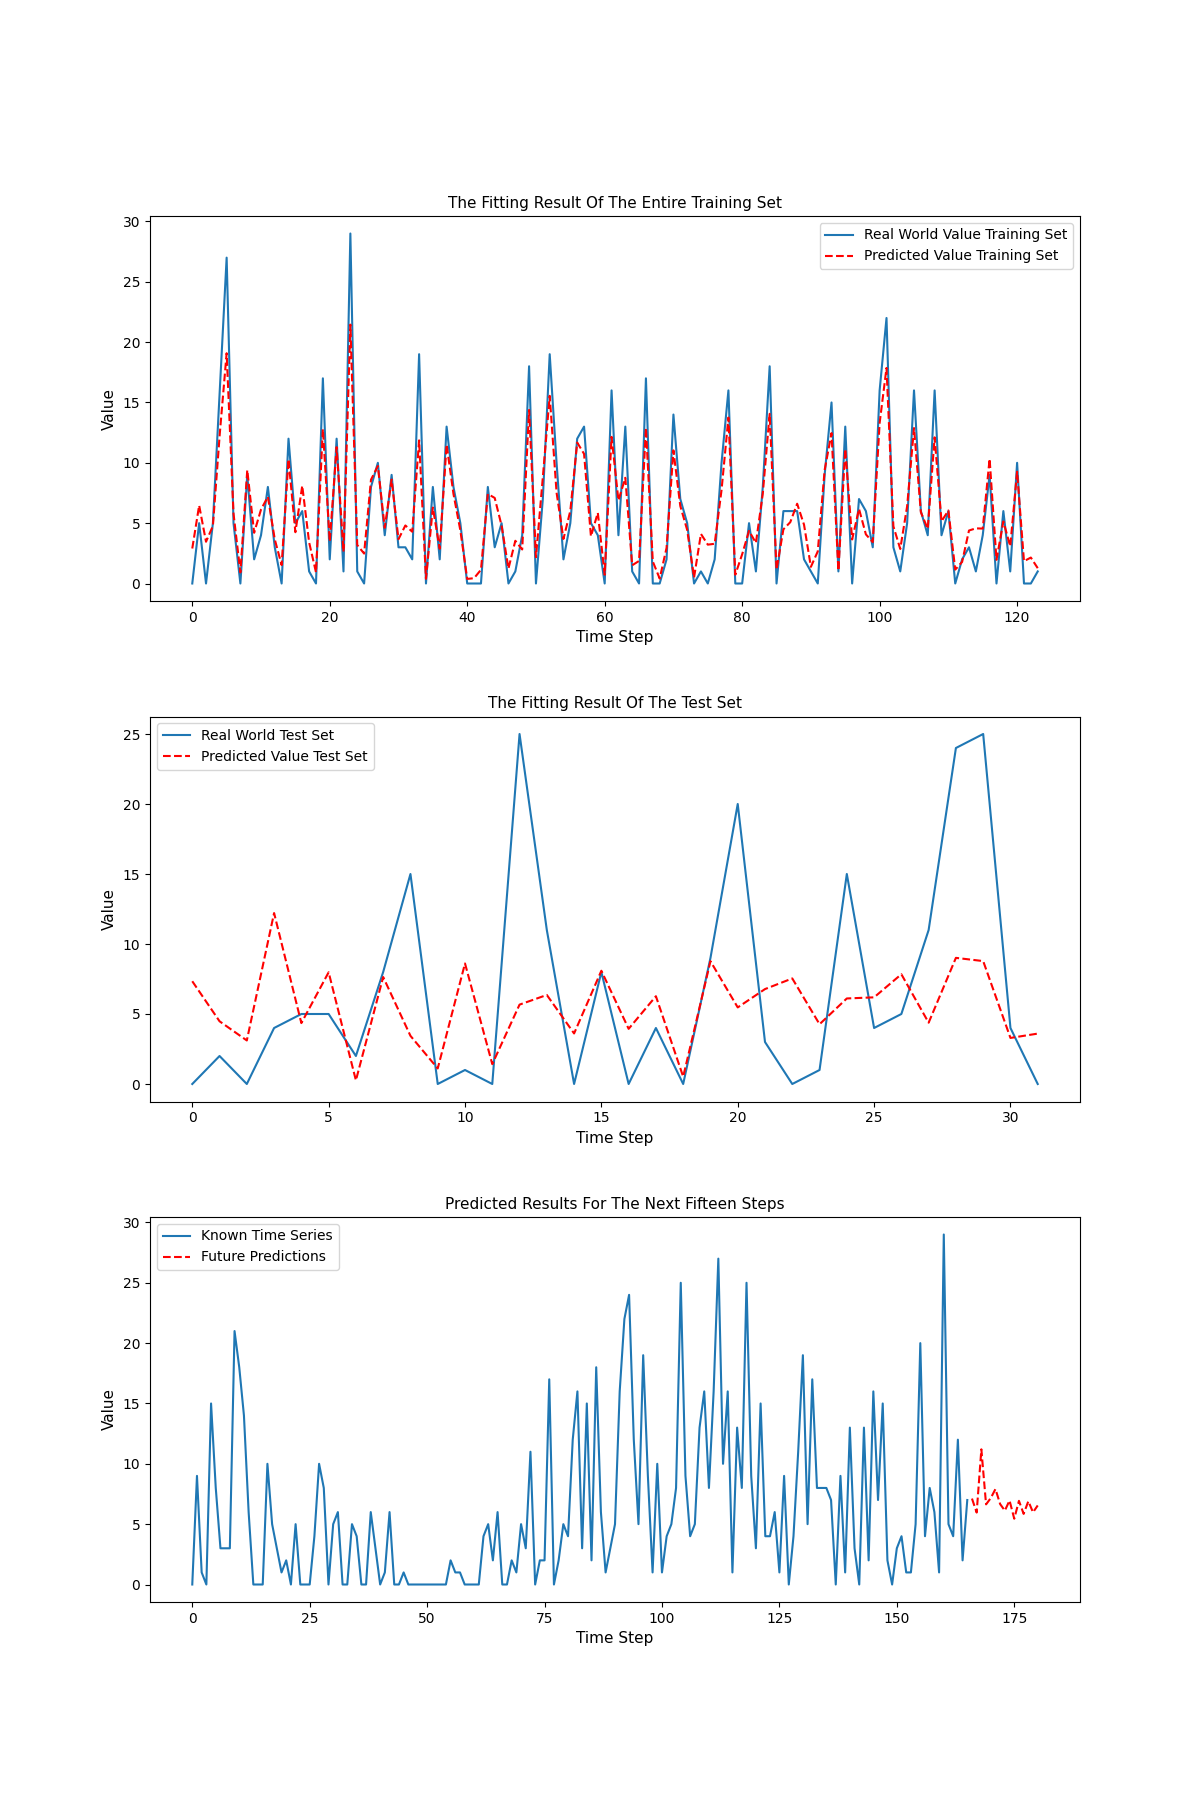 The Fitting Result Of The Entire Training Set
30
25
20
15
10
5
0
Value
Real World Value Training Set
Predicted Value Training Set
0 20 40 60 80 100 120
Time Step
The Fitting Result Of The Test Set
25
20
15
10
5
0
Value
Real World Test Set
Predicted Value Test Set
0 5 10 15 20 25 30
Time Step
Predicted Results For The Next Fifteen Steps
30
25
20
15
10
5
0
Value
Known Time Series
Future Predictions
0 25 50 75 100 125 150 175
Time Step